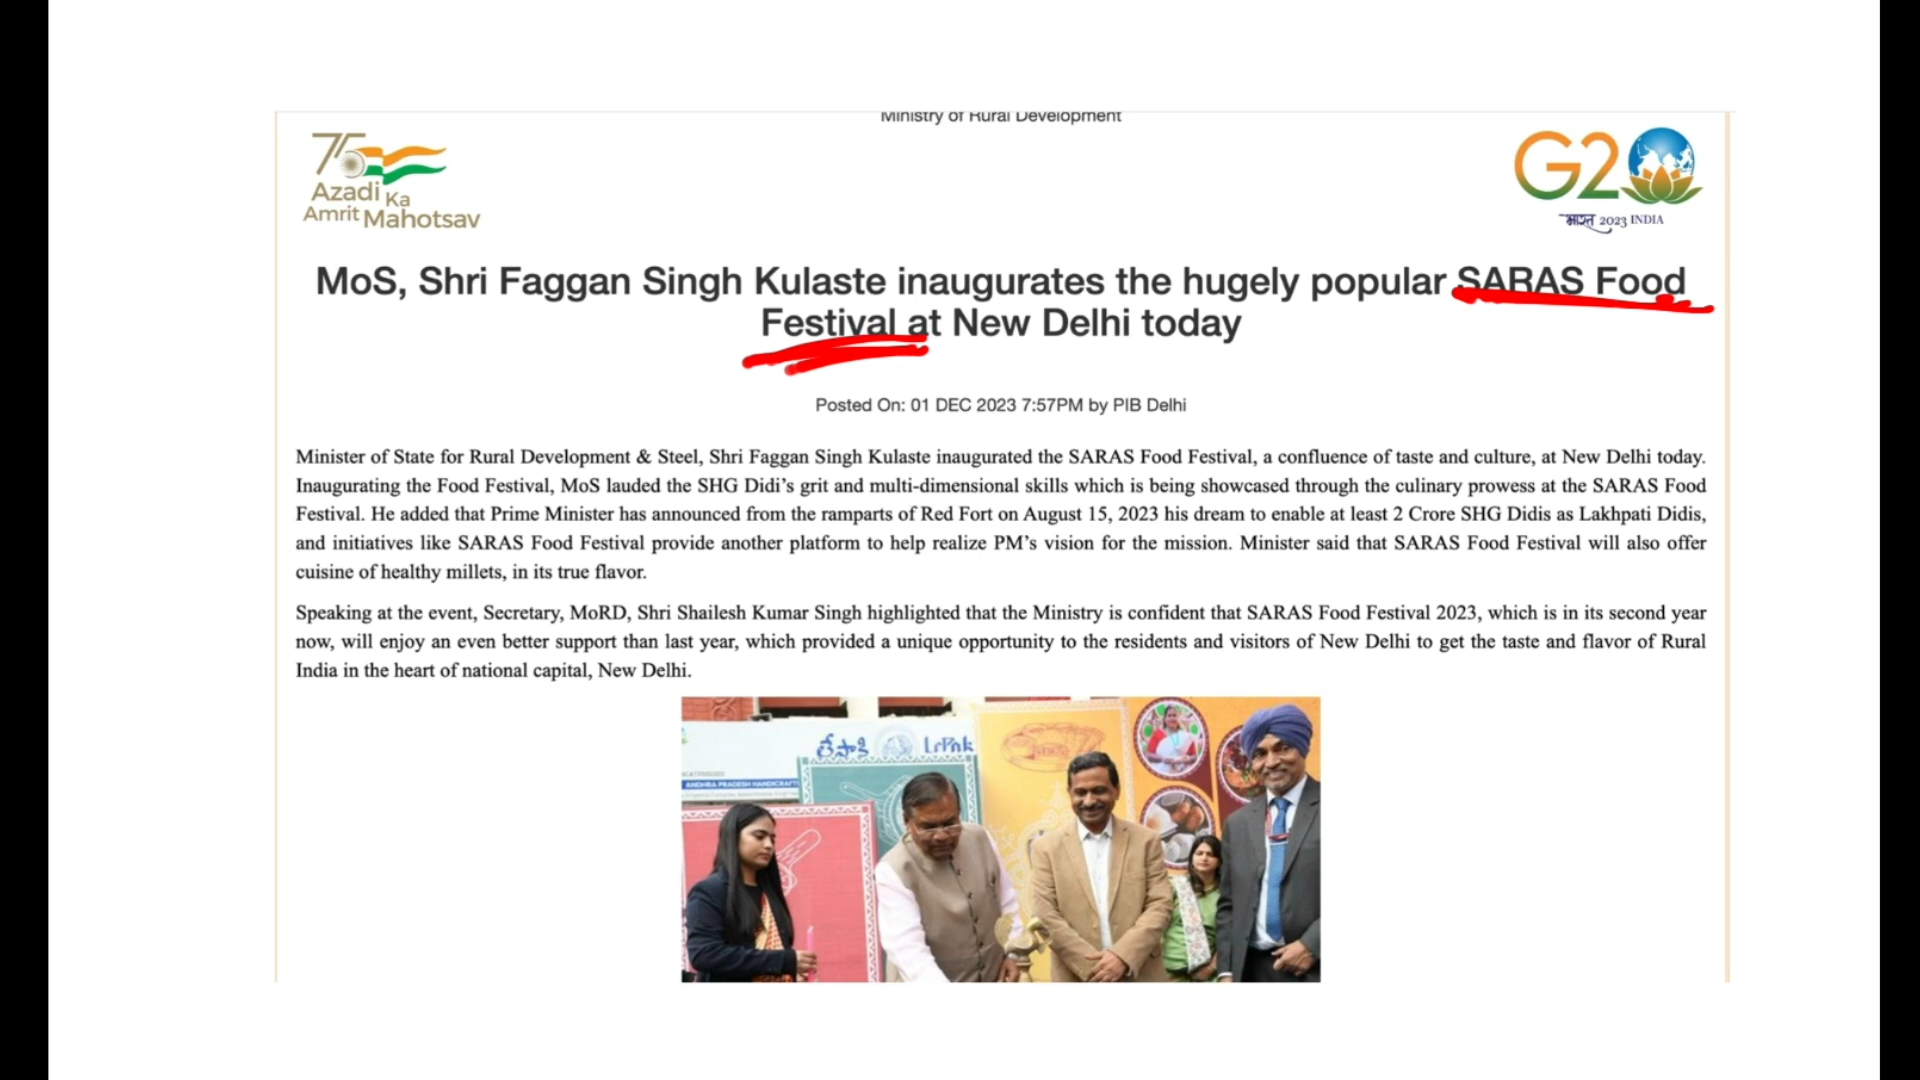 Ministry of Rural Development
75
Azadi Ka
Amrit Mahotsav
G20
भारत 2023 INDIA
MoS, Shri Faggan Singh Kulaste inaugurates the hugely popular SARAS Food
Festival at New Delhi today
Posted On: 01 DEC 2023 7:57PM by PIB Delhi
Minister of State for Rural Development & Steel, Shri Faggan Singh Kulaste inaugurated the SARAS Food Festival, a confluence of taste and culture, at New Delhi today.
Inaugurating the Food Festival, MoS lauded the SHG Didi’s grit and multi-dimensional skills which is being showcased through the culinary prowess at the SARAS Food
Festival. He added that Prime Minister has announced from the ramparts of Red Fort on August 15, 2023 his dream to enable at least 2 Crore SHG Didis as Lakhpati Didis,
and initiatives like SARAS Food Festival provide another platform to help realize PM’s vision for the mission. Minister said that SARAS Food Festival will also offer
cuisine of healthy millets, in its true flavor.
Speaking at the event, Secretary, MoRD, Shri Shailesh Kumar Singh highlighted that the Ministry is confident that SARAS Food Festival 2023, which is in its second year
now, will enjoy an even better support than last year, which provided a unique opportunity to the residents and visitors of New Delhi to get the taste and flavor of Rural
India in the heart of national capital, New Delhi.
లేపాక్షి
ANDHRA PRADESH HANDICRAFT